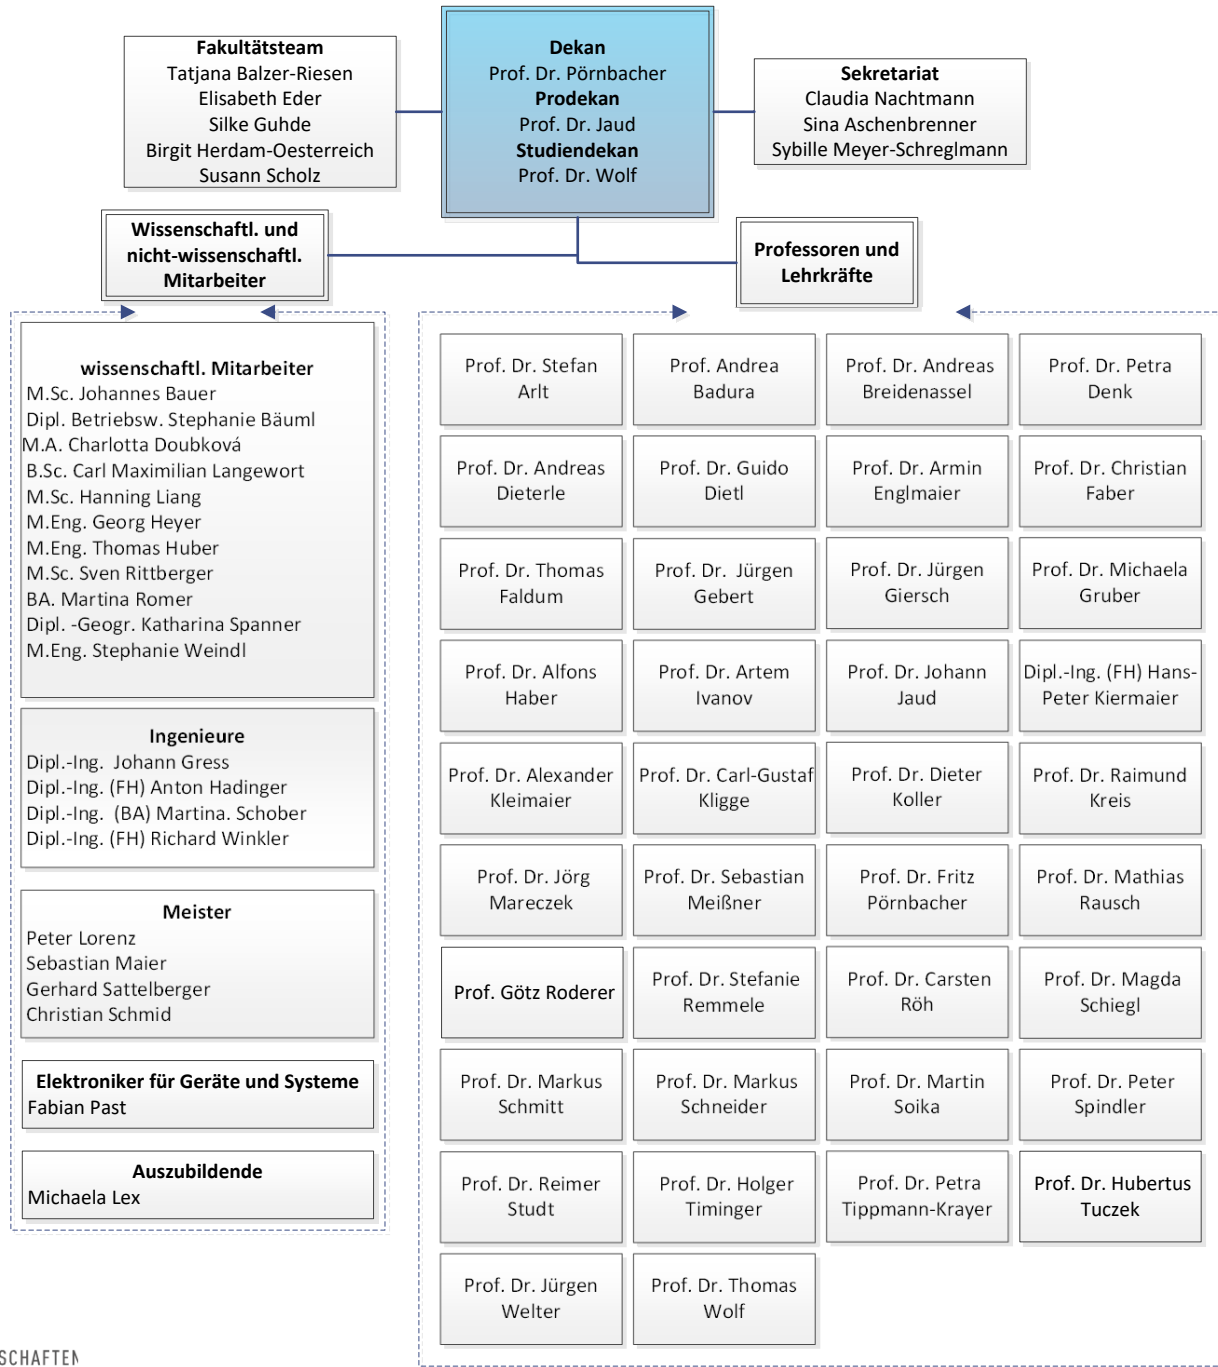 Fakultätsteam
Tatjana Balzer-Riesen
Elisabeth Eder
Silke Guhde
Birgit Herdam-Oesterreich
Susann Scholz
Dekan
Prof. Dr. Pörnbacher
Prodekan
Prof. Dr. Jaud
Studiendekan
Prof. Dr. Wolf
Sekretariat
Claudia Nachtmann
Sina Aschenbrenner
Sybille Meyer-Schreglmann
Wissenschaftl. und
nicht-wissenschaftl.
Mitarbeiter
Professoren und
Lehrkräfte
wissenschaftl. Mitarbeiter
M.Sc. Johannes Bauer
Dipl. Betriebsw. Stephanie Bäuml
M.A. Charlotta Doubková
B.Sc. Carl Maximilian Langewort
M.Sc. Hanning Liang
M.Eng. Georg Heyer
M.Eng. Thomas Huber
M.Sc. Sven Rittberger
BA. Martina Romer
Dipl. -Geogr. Katharina Spanner
M.Eng. Stephanie Weindl
Ingenieure
Dipl.-Ing.  Johann Gress
Dipl.-Ing. (FH) Anton Hadinger
Dipl.-Ing.  (BA) Martina. Schober
Dipl.-Ing. (FH) Richard Winkler
Meister
Peter Lorenz
Sebastian Maier
Gerhard Sattelberger
Christian Schmid
Elektroniker für Geräte und Systeme
Fabian Past
Auszubildende
Michaela Lex
Prof. Dr. Stefan
Arlt
Prof. Andrea
Badura
Prof. Dr. Andreas
Breidenassel
Prof. Dr. Petra
Denk
Prof. Dr. Andreas
Dieterle
Prof. Dr. Guido
Dietl
Prof. Dr. Armin
Englmaier
Prof. Dr. Christian
Faber
Prof. Dr. Thomas
Faldum
Prof. Dr.  Jürgen
Gebert
Prof. Dr. Jürgen
Giersch
Prof. Dr. Michaela
Gruber
Prof. Dr. Alfons
Haber
Prof. Dr. Artem
Ivanov
Prof. Dr. Johann
Jaud
Dipl.-Ing. (FH) Hans-
Peter Kiermaier
Prof. Dr. Alexander
Kleimaier
Prof. Dr. Carl-Gustaf
Kligge
Prof. Dr. Dieter
Koller
Prof. Dr. Raimund
Kreis
Prof. Dr. Jörg
Mareczek
Prof. Dr. Sebastian
Meißner
Prof. Dr. Fritz
Pörnbacher
Prof. Dr. Mathias
Rausch
Prof. Götz Roderer
Prof. Dr. Stefanie
Remmele
Prof. Dr. Carsten
Röh
Prof. Dr. Magda
Schiegl
Prof. Dr. Markus
Schmitt
Prof. Dr. Markus
Schneider
Prof. Dr. Martin
Soika
Prof. Dr. Peter
Spindler
Prof. Dr. Reimer
Studt
Prof. Dr. Holger
Timinger
Prof. Dr. Petra
Tippmann-Krayer
Prof. Dr. Hubertus
Tuczek
Prof. Dr. Jürgen
Welter
Prof. Dr. Thomas
Wolf
SCHAFTEN